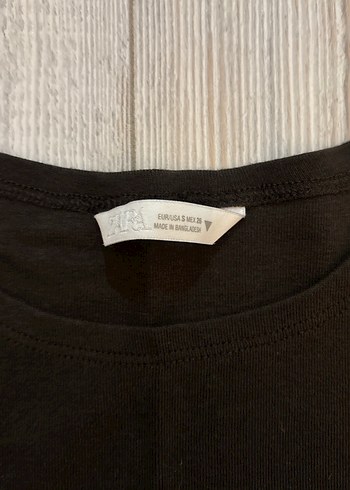 ZARA
EUR/USA S MEX 26
MADE IN BANGLADESH